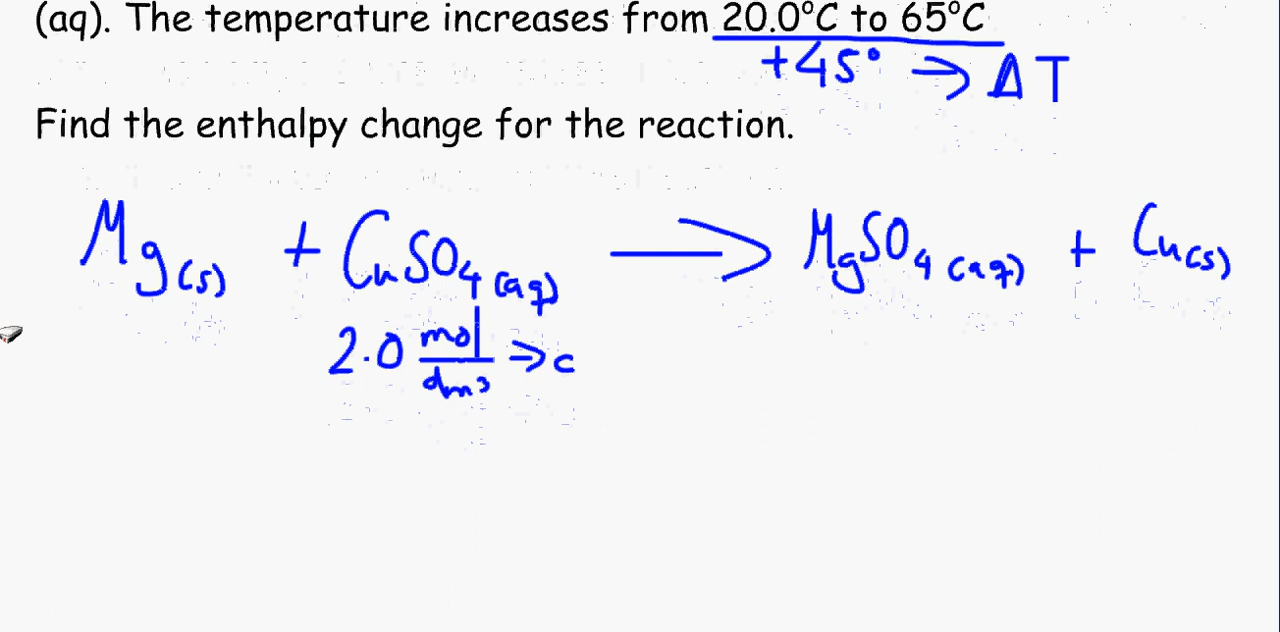 (aq). The temperature increases from 20.0°C to 65°C
+45° ⇒ ΔT
Find the enthalpy change for the reaction.
Mg(s) + CuSO₄(aq) → MgSO₄(aq) + Cu(s)
2.0 mol/dm³ ⇒ c